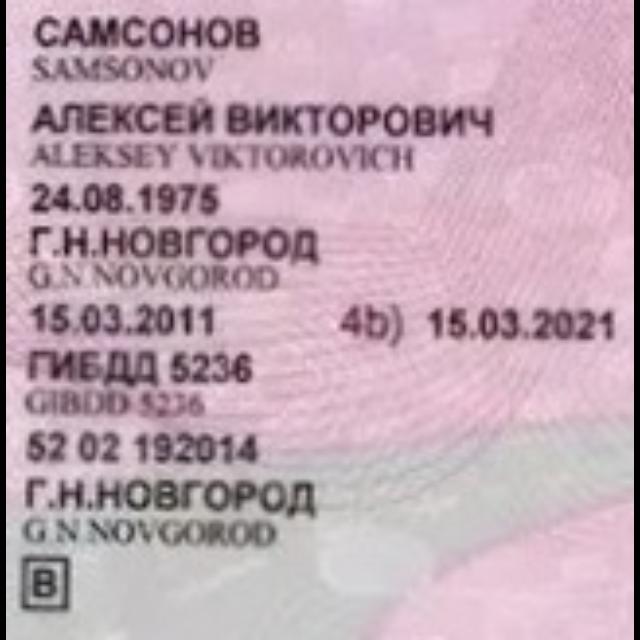 САМСОНОВ
SAMSONOV
АЛЕКСЕЙ ВИКТОРОВИЧ
ALEKSEY VIKTOROVICH
24.08.1975
Г.Н.НОВГОРОД
G.N NOVGOROD
15.03.2011 4b) 15.03.2021
ГИБДД 5236
GIBDD 5236
52 02 192014
Г.Н.НОВГОРОД
G N NOVGOROD
B